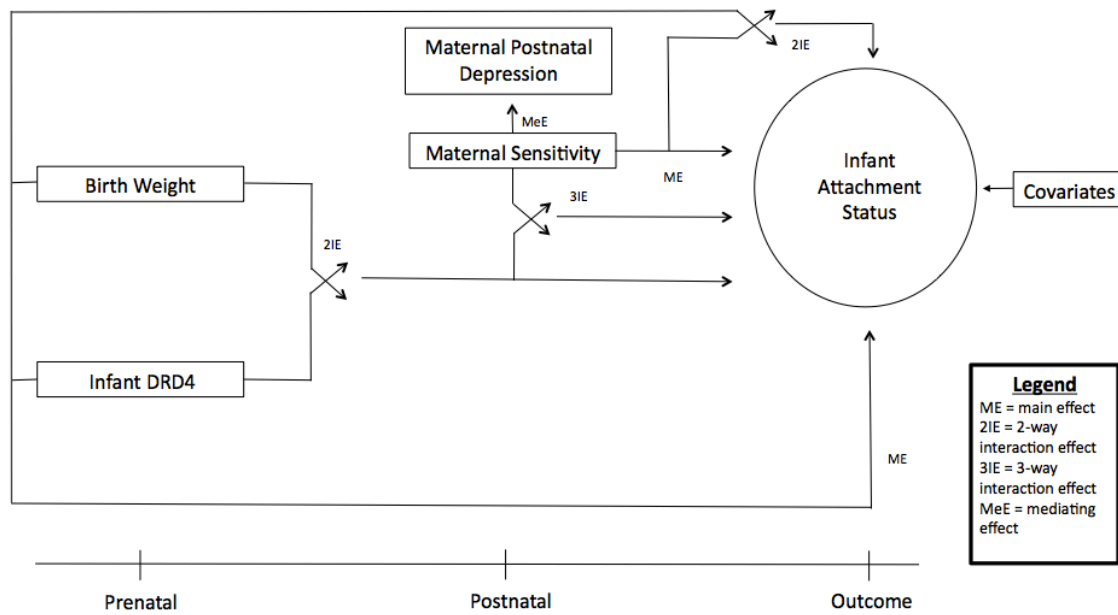 2IE
Maternal Postnatal
Depression
MeE
Maternal Sensitivity
ME
Infant
Attachment
Status
Covariates
Birth Weight
3IE
2IE
Infant DRD4
ME
Legend
ME = main effect
2IE = 2-way
interaction effect
3IE = 3-way
interaction effect
MeE = mediating
effect
Prenatal
Postnatal
Outcome